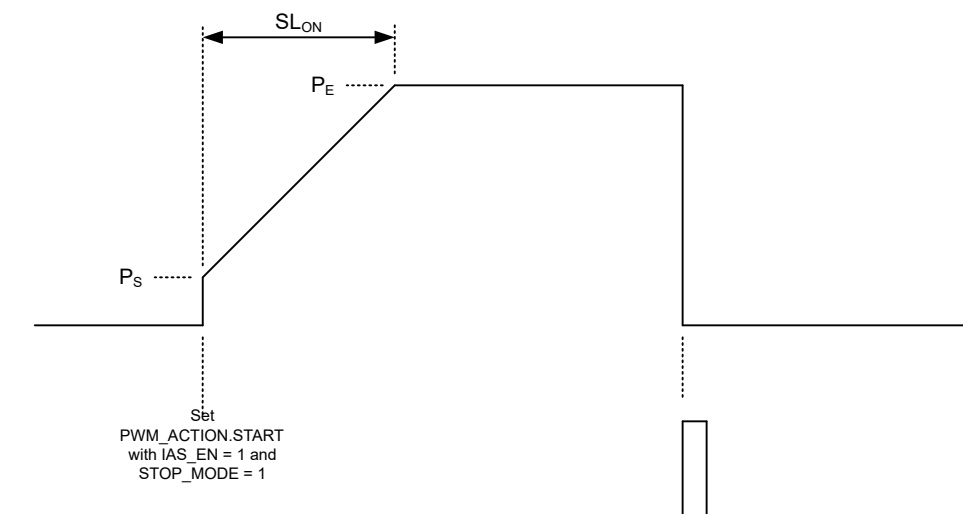 SL_ON
P_E
P_S
Set
PWM_ACTION.START
with IAS_EN = 1 and
STOP_MODE = 1